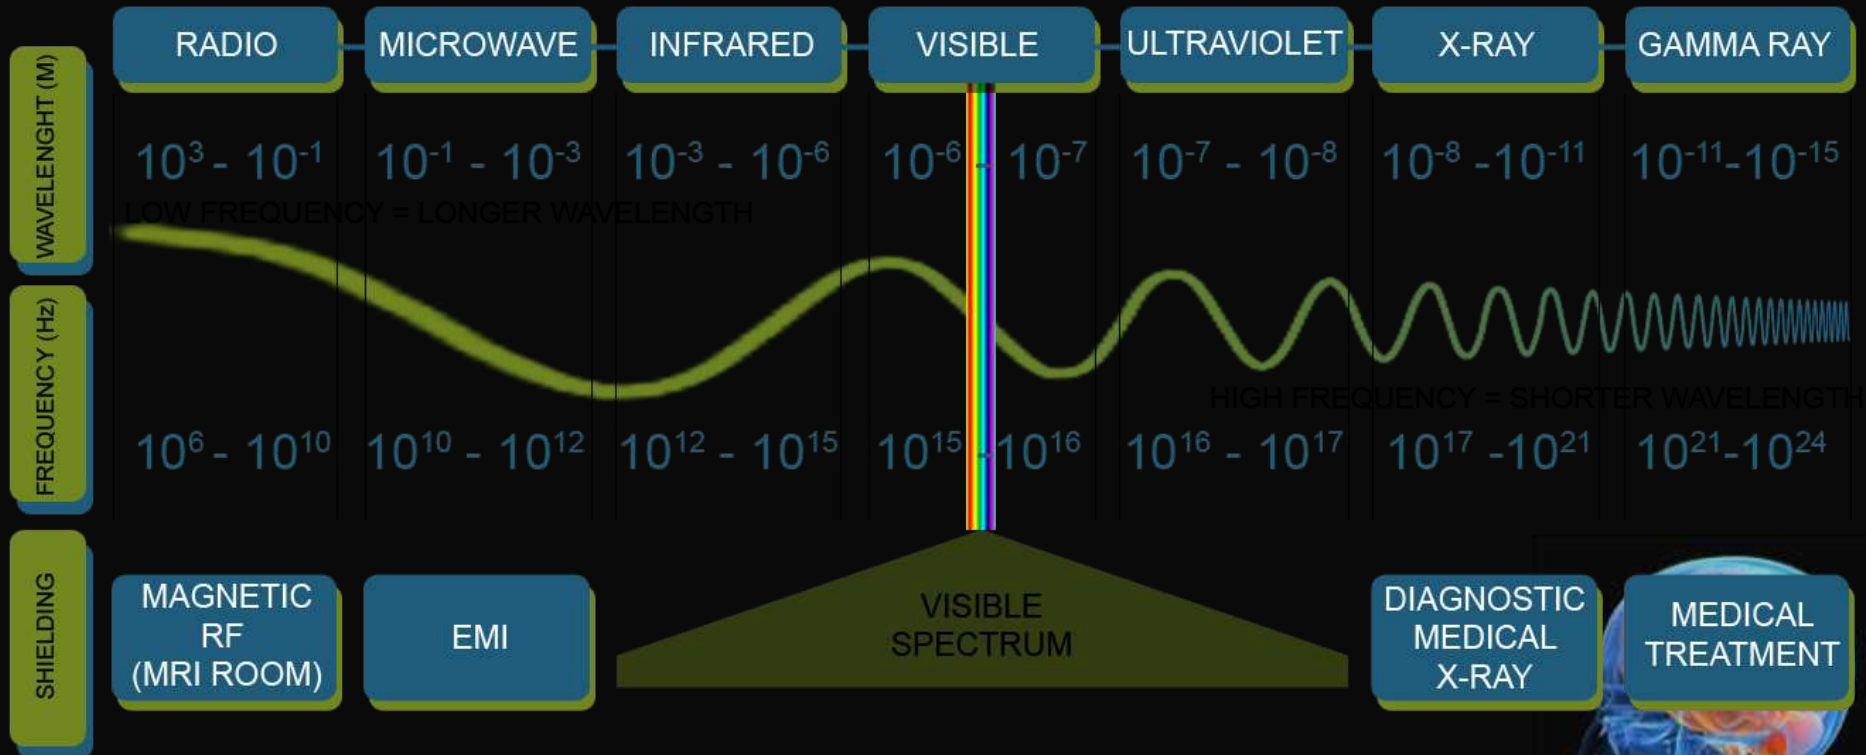 RADIO
MICROWAVE
INFRARED
VISIBLE
ULTRAVIOLET
X-RAY
GAMMA RAY
WAVELENGHT (M)
10³ - 10⁻¹
10⁻¹ - 10⁻³
10⁻³ - 10⁻⁶
10⁻⁶ - 10⁻⁷
10⁻⁷ - 10⁻⁸
10⁻⁸ -10⁻¹¹
10⁻¹¹-10⁻¹⁵
LOW FREQUENCY = LONGER WAVELENGTH
FREQUENCY (Hz)
HIGH FREQUENCY = SHORTER WAVELENGTH
10⁶ - 10¹⁰
10¹⁰ - 10¹²
10¹² - 10¹⁵
10¹⁵ - 10¹⁶
10¹⁶ - 10¹⁷
10¹⁷ -10²¹
10²¹-10²⁴
SHIELDING
MAGNETIC
RF
(MRI ROOM)
EMI
VISIBLE
SPECTRUM
DIAGNOSTIC
MEDICAL
X-RAY
MEDICAL
TREATMENT